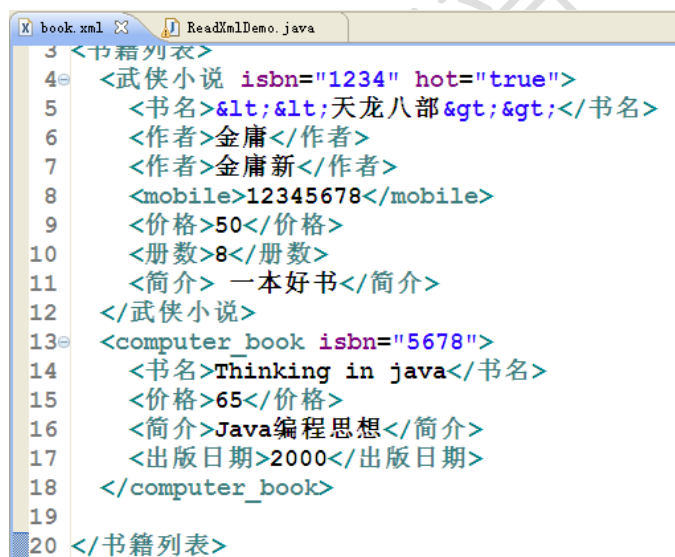 book.xml ReadXmlDemo.java
3 <书籍列表>
4 <武侠小说 isbn="1234" hot="true">
5 <书名>&lt;&lt;天龙八部&gt;&gt;</书名>
6 <作者>金庸</作者>
7 <作者>金庸新</作者>
8 <mobile>12345678</mobile>
9 <价格>50</价格>
10 <册数>8</册数>
11 <简介> 一本好书</简介>
12 </武侠小说>
13 <computer_book isbn="5678">
14 <书名>Thinking in java</书名>
15 <价格>65</价格>
16 <简介>Java编程思想</简介>
17 <出版日期>2000</出版日期>
18 </computer_book>
19
20 </书籍列表>